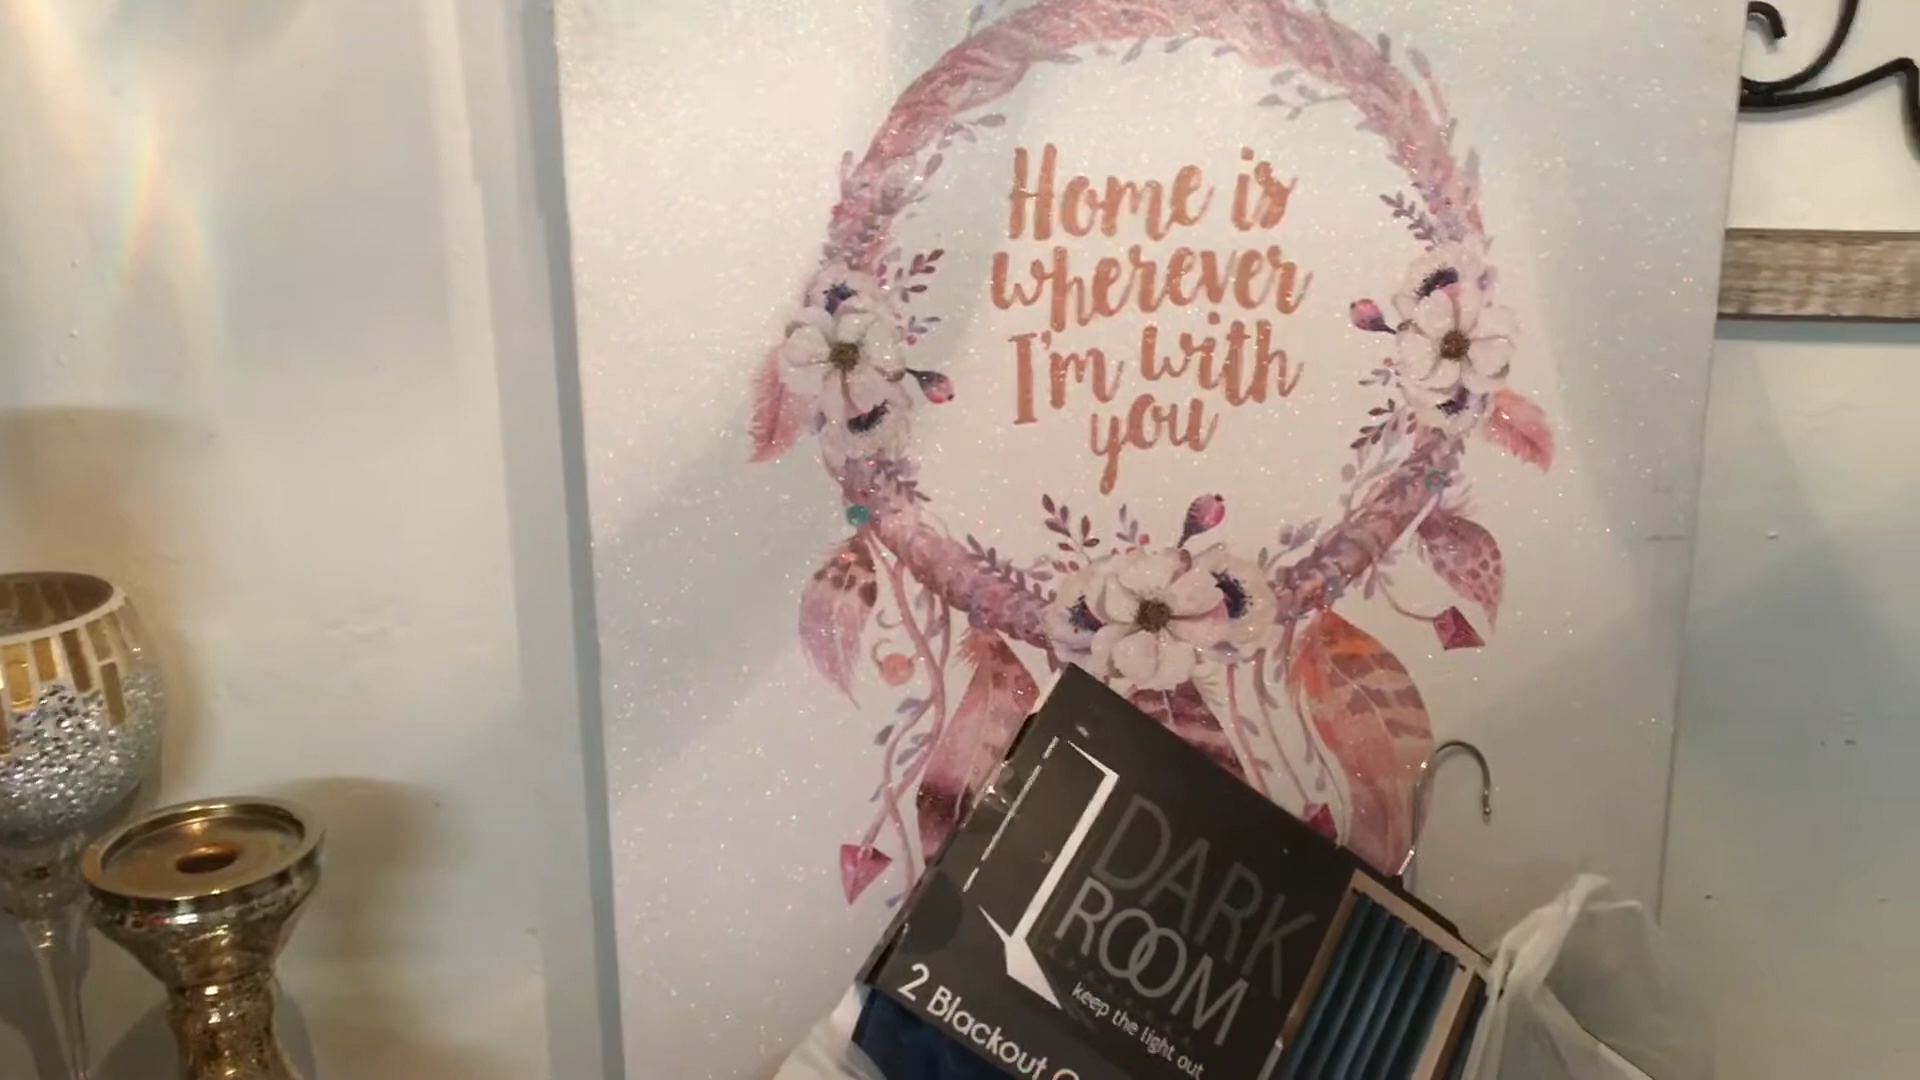 Home is
wherever
I'm with
you
DARK
ROOM
keep the light out
2 Blackout